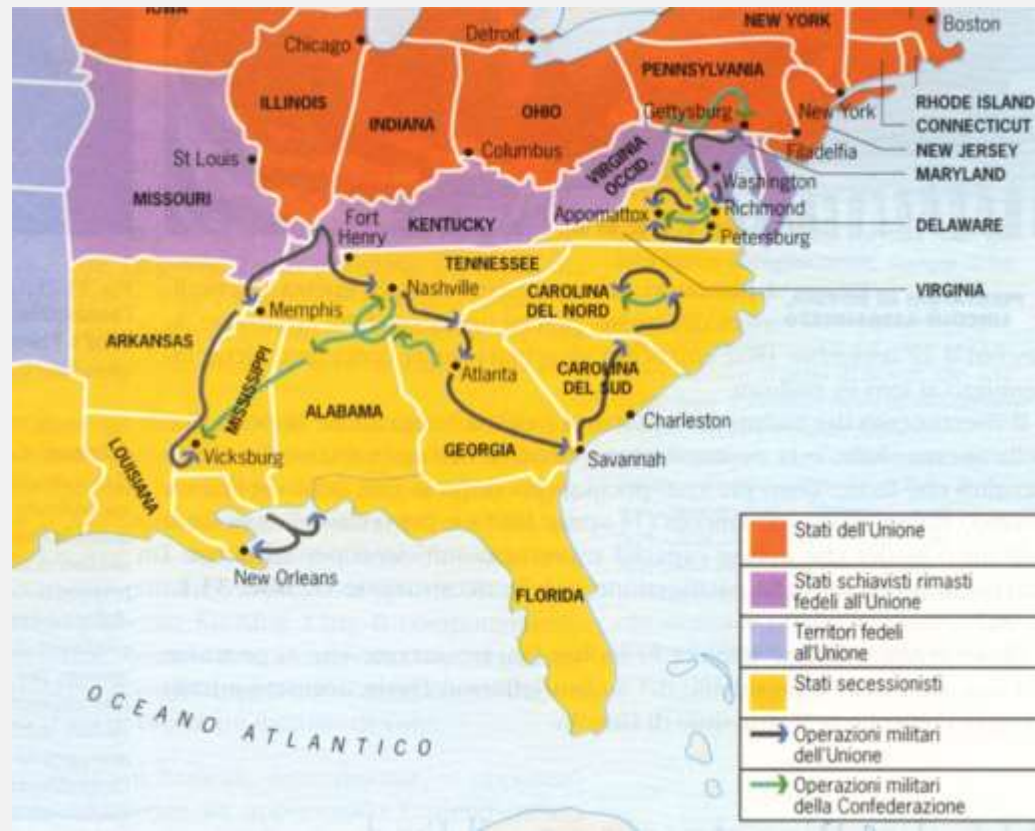 IOWA
Chicago
Detroit
NEW YORK
Boston
PENNSYLVANIA
ILLINOIS
INDIANA
OHIO
Gettysburg
New York
RHODE ISLAND
CONNECTICUT
NEW JERSEY
MARYLAND
St Louis
Columbus
Filadelfia
VIRGINIA
OCCID.
Washington
MISSOURI
Fort
Henry
KENTUCKY
Appomattox
Richmond
Petersburg
DELAWARE
TENNESSEE
Nashville
CAROLINA
DEL NORD
VIRGINIA
Memphis
ARKANSAS
MISSISSIPPI
Atlanta
CAROLINA
DEL SUD
ALABAMA
Charleston
GEORGIA
LOUISIANA
Vicksburg
Savannah
New Orleans
FLORIDA
OCEANO ATLANTICO
Stati dell'Unione
Stati schiavisti rimasti
fedeli all'Unione
Territori fedeli
all'Unione
Stati secessionisti
Operazioni militari
dell'Unione
Operazioni militari
della Confederazione